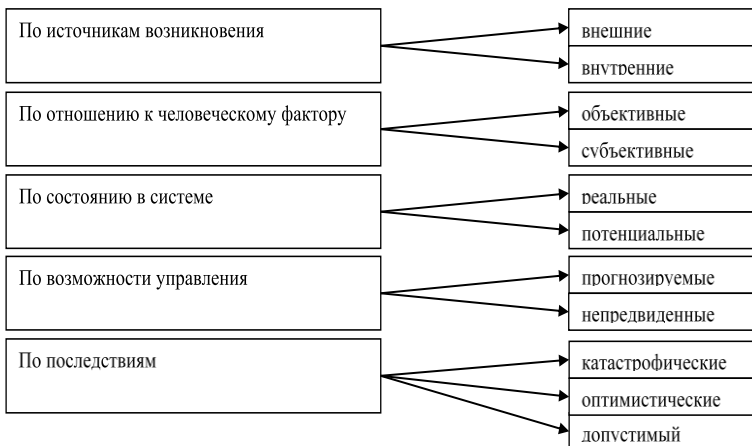 По источникам возникновения
внешние
внутренние
По отношению к человеческому фактору
объективные
субъективные
По состоянию в системе
реальные
потенциальные
По возможности управления
прогнозируемые
непредвиденные
По последствиям
катастрофические
оптимистические
допустимый